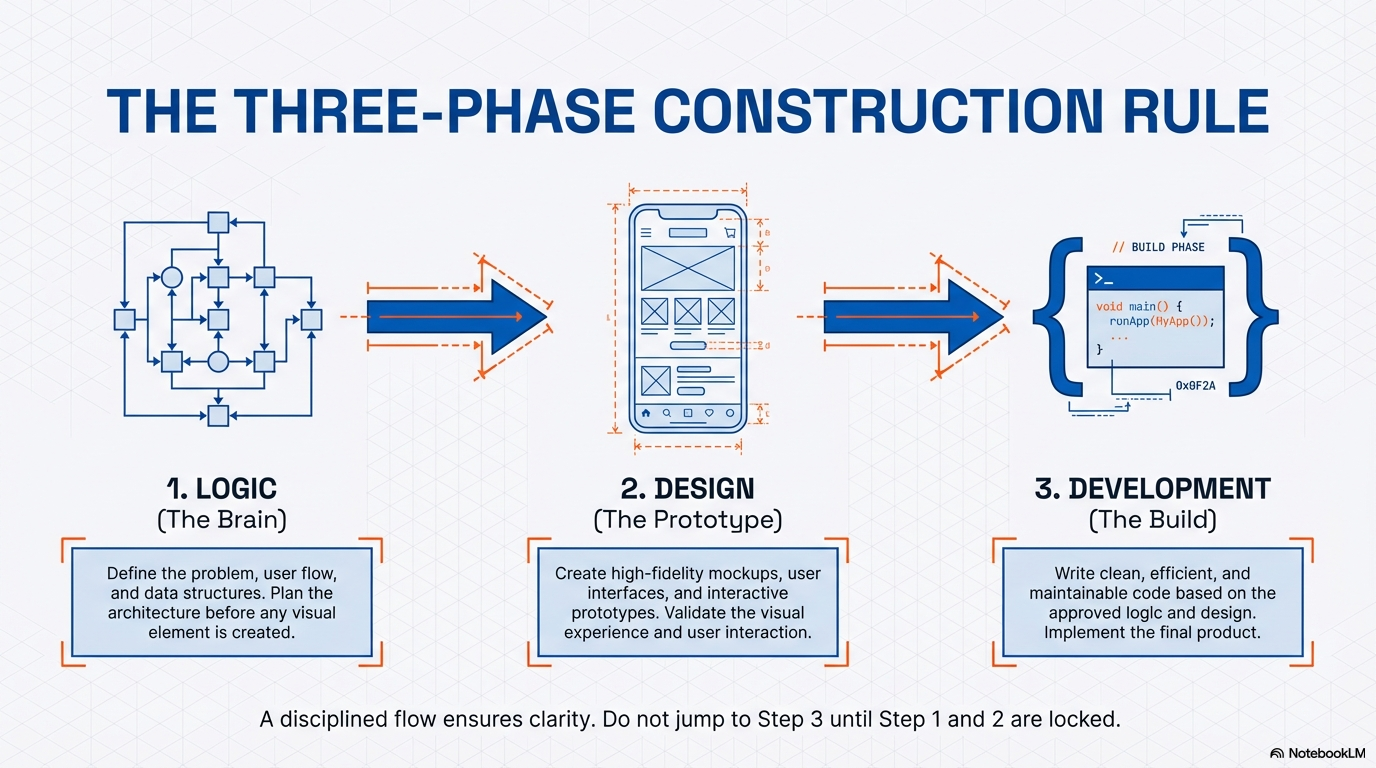 THE THREE-PHASE CONSTRUCTION RULE
// BUILD PHASE
>_
void main() {
ronApp(HyApp());
...
}
0x0F2A
1. LOGIC
(The Brain)
Define the problem, user flow,
and data structures. Plan the
architecture before any visual
element is created.
2. DESIGN
(The Prototype)
Create high-fidelity mockups, user
interfaces, and interactive
prototypes. Validate the visual
experience and user interaction.
3. DEVELOPMENT
(The Build)
Write clean, efficient, and
maintainable code based on the
approved logic and design.
Implement the final product.
A disciplined flow ensures clarity. Do not jump to Step 3 until Step 1 and 2 are locked.
NotebookLM